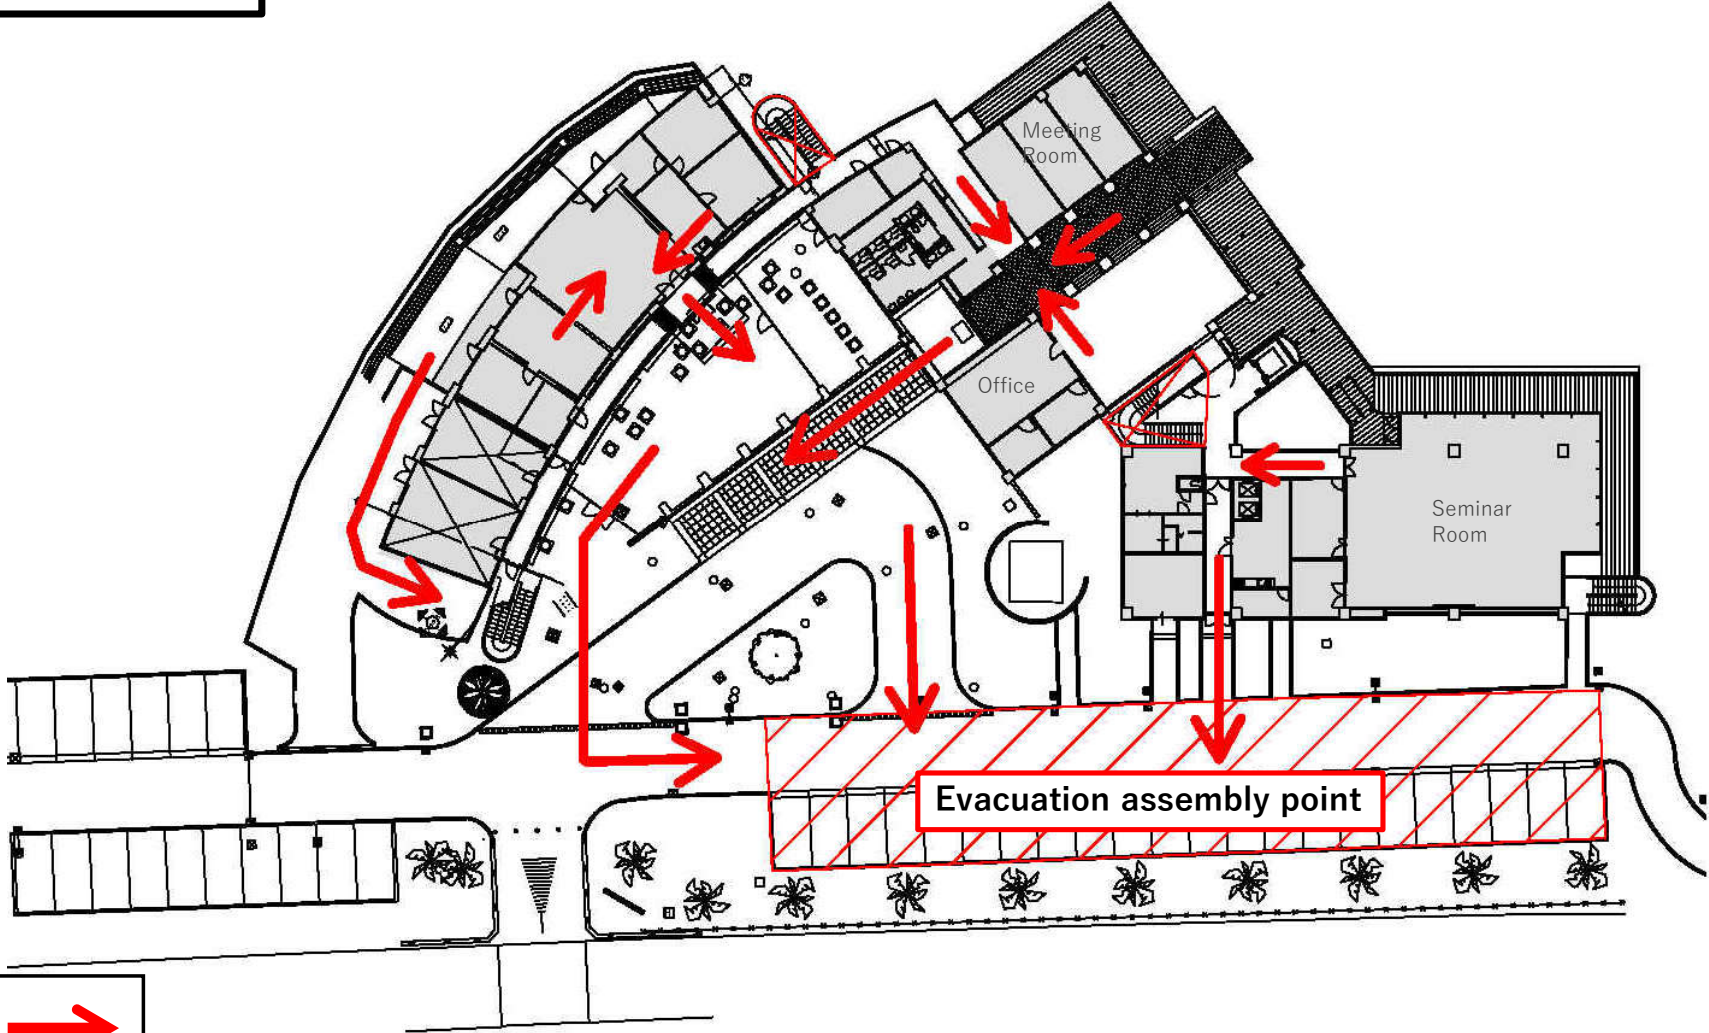 Meeting
Room
Office
Seminar
Room
Evacuation assembly point